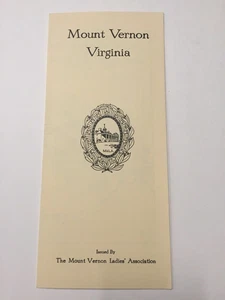 Mount Vernon
Virginia
Issued By
The Mount Vernon Ladies' Association